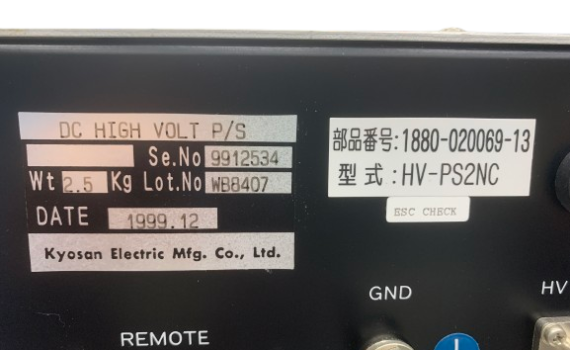 DC HIGH VOLT P/S
Se.No 9912534
Wt 2.5 Kg Lot.No WB8407
DATE 1999.12
Kyosan Electric Mfg. Co., Ltd.
部品番号:1880-020069-13
型 式:HV-PS2NC
ESC CHECK
GND
HV
REMOTE